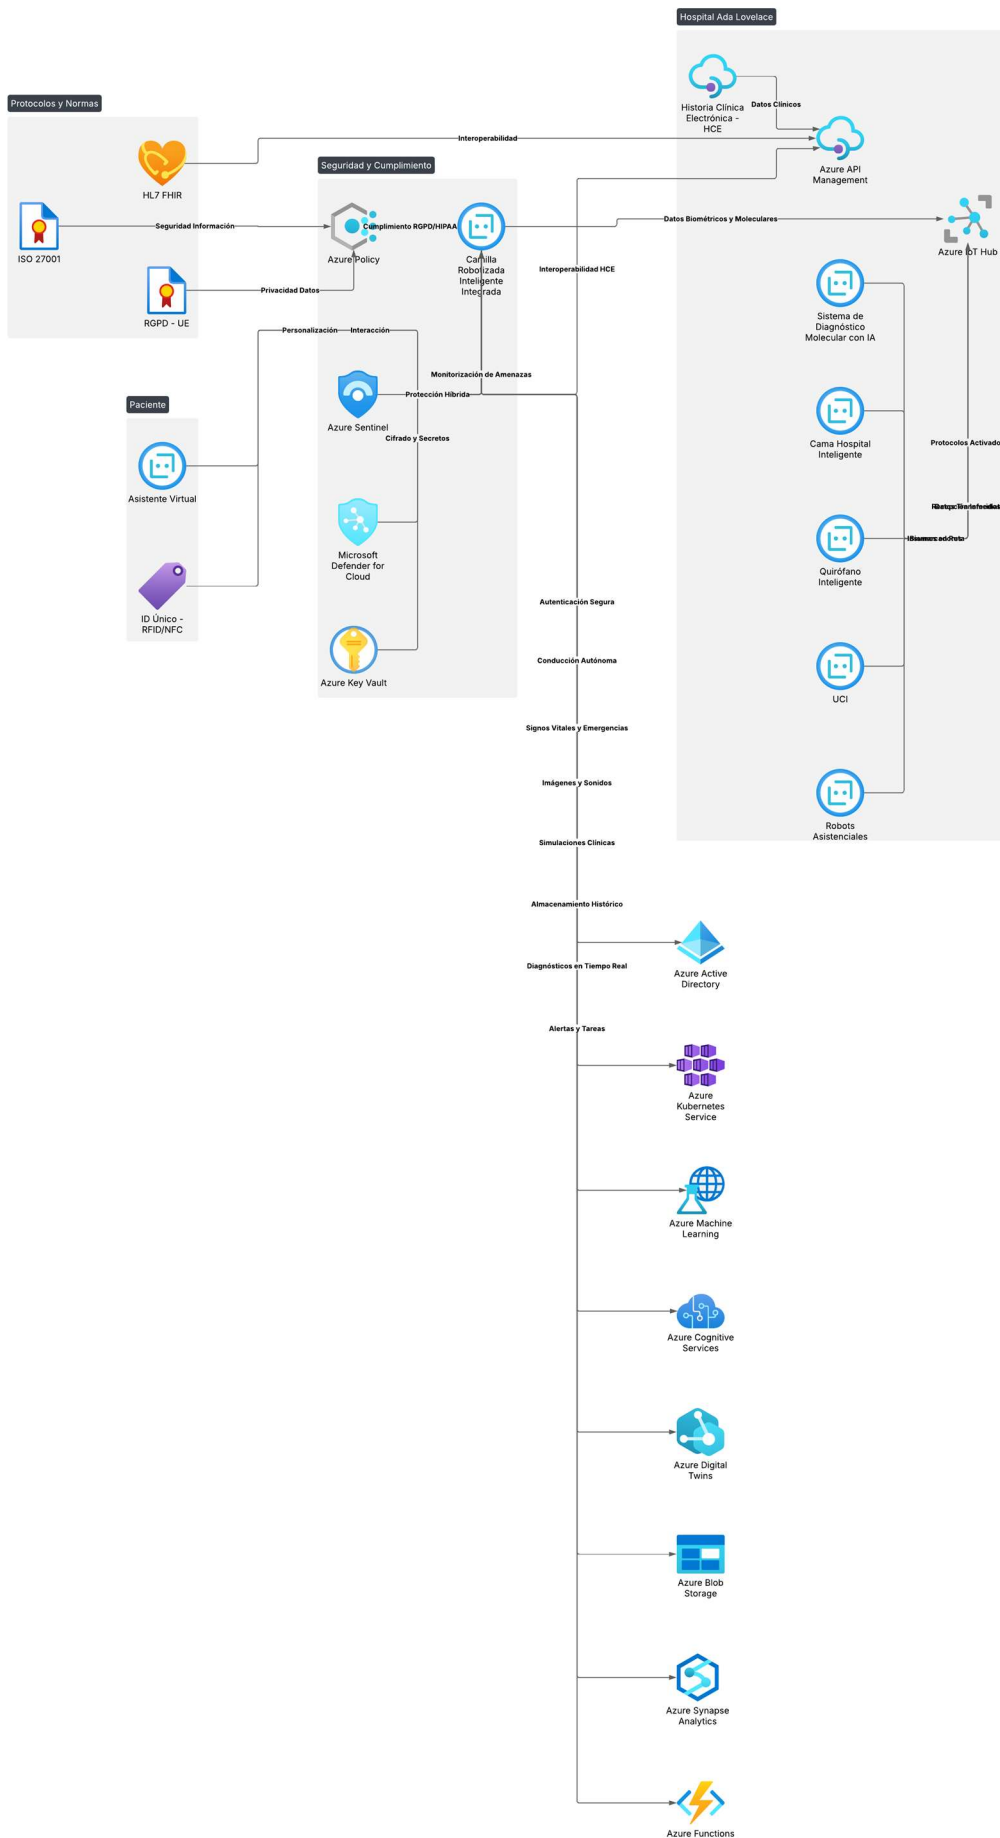 Hospital Ada Lovelace
Historia Clínica
Electrónica -
HCE
Datos Clínicos
Protocolos y Normas
Interoperabilidad
Seguridad y Cumplimiento
Azure API
Management
HL7 FHIR
Datos Biométricos y Moleculares
Seguridad Información
Cumplimiento RGPD/HIPAA
ISO 27001
Azure Policy
Camilla
Robotizada
Inteligente
Integrada
Azure IoT Hub
Interoperabilidad HCE
Privacidad Datos
RGPD - UE
Sistema de
Diagnóstico
Molecular con IA
Personalización
Interacción
Monitorización de Amenazas
Protección Híbrida
Paciente
Azure Sentinel
Cifrado y Secretos
Cama Hospital
Inteligente
Protocolos Activado
Asistente Virtual
Microsoft
Defender for
Cloud
Quirófano
Inteligente
ID Único -
RFID/NFC
Autenticación Segura
Conducción Autónoma
Azure Key Vault
UCI
Signos Vitales y Emergencias
Imágenes y Sonidos
Robots
Asistenciales
Simulaciones Clínicas
Almacenamiento Histórico
Diagnósticos en Tiempo Real
Azure Active
Directory
Alertas y Tareas
Azure
Kubernetes
Service
Azure Machine
Learning
Azure Cognitive
Services
Azure Digital
Twins
Azure Blob
Storage
Azure Synapse
Analytics
Azure Functions